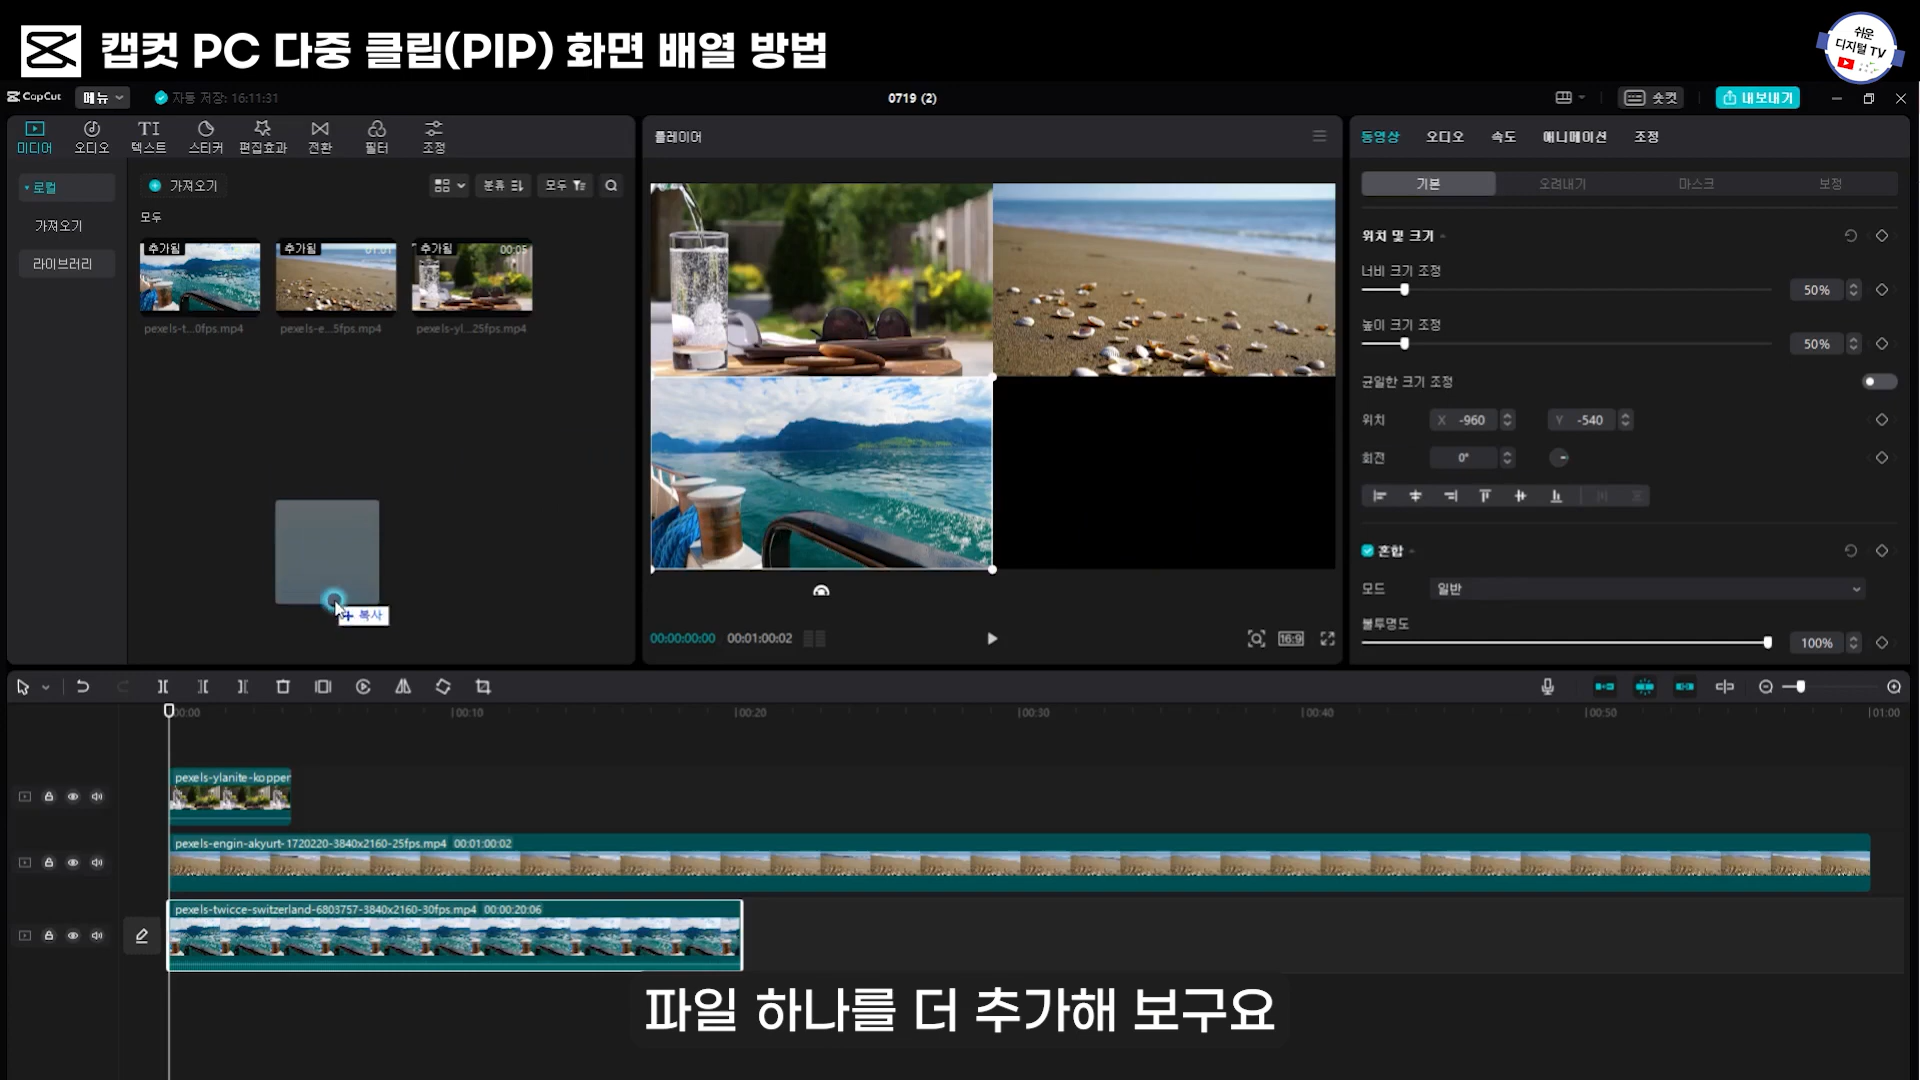 캡컷 PC 다중 클립(PIP) 화면 배열 방법
쉬운
디지털 TV
CapCut
메뉴
자동 저장: 16:11:31
0719 (2)
숏컷
내보내기
미디어
오디오
텍스트
스티커
편집효과
전환
필터
조정
로컬
가져오기
라이브러리
가져오기
분류
모두
모두
추가됨
추가됨
추가됨 00:05
pexels-t...0fps.mp4
pexels-e...5fps.mp4
pexels-yl...25fps.mp4
복사
플레이어
00:00:00:00 00:01:00:02
16:9
동영상
오디오
속도
애니메이션
조정
기본
오려내기
마스크
보정
위치 및 크기
너비 크기 조정
50%
높이 크기 조정
50%
균일한 크기 조정
위치 X -960 Y -540
회전 0°
혼합
모드 일반
불투명도
100%
00:00 00:10 00:20 00:30 00:40 00:50 01:00
pexels-ylanite-kopper
pexels-engin-akyurt-1720220-3840x2160-25fps.mp4 00:01:00:02
pexels-twicce-switzerland-6803757-3840x2160-30fps.mp4 00:00:20:06
파일 하나를 더 추가해 보구요